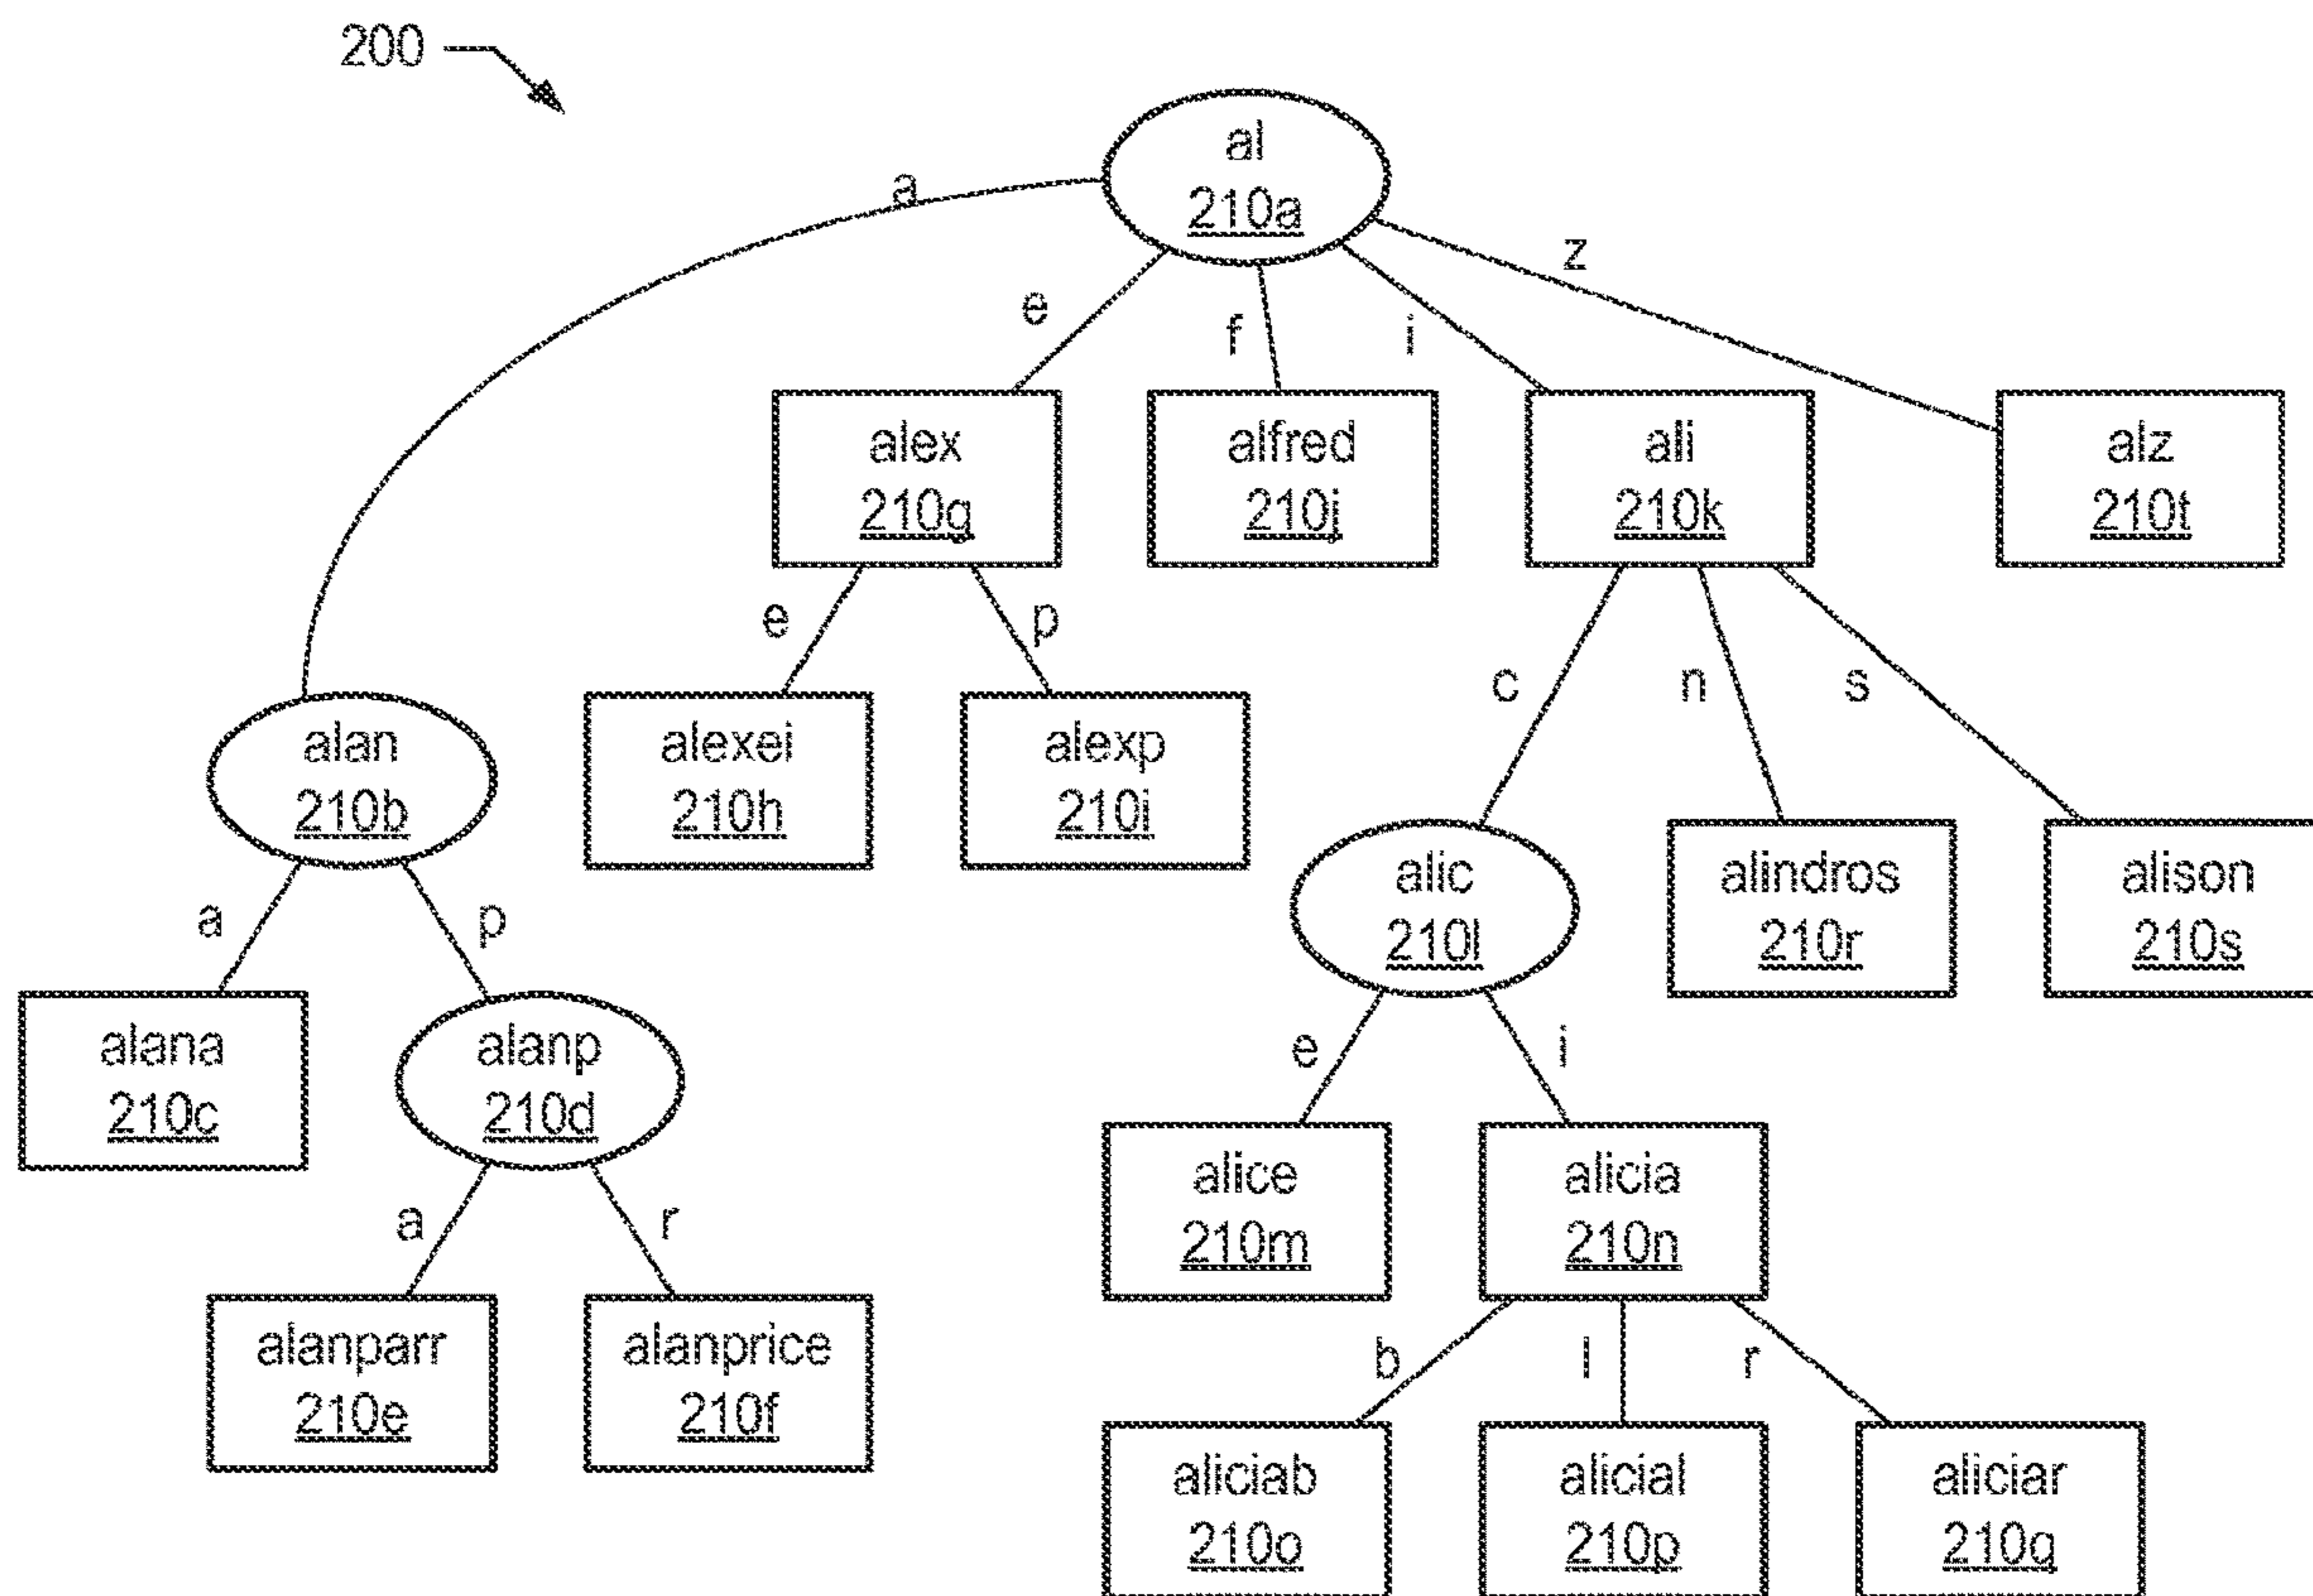 200
al
210a
a
e
f
i
z
alex
210g
alfred
210j
ali
210k
alz
210t
e
p
c
n
s
alan
210b
alexei
210h
alexp
210i
alic
210l
alindros
210r
alison
210s
a
p
alana
210c
alanp
210d
e
i
alice
210m
alicia
210n
a
r
alanparr
210e
alanprice
210f
b
l
r
aliciab
210o
alicial
210p
aliciar
210q